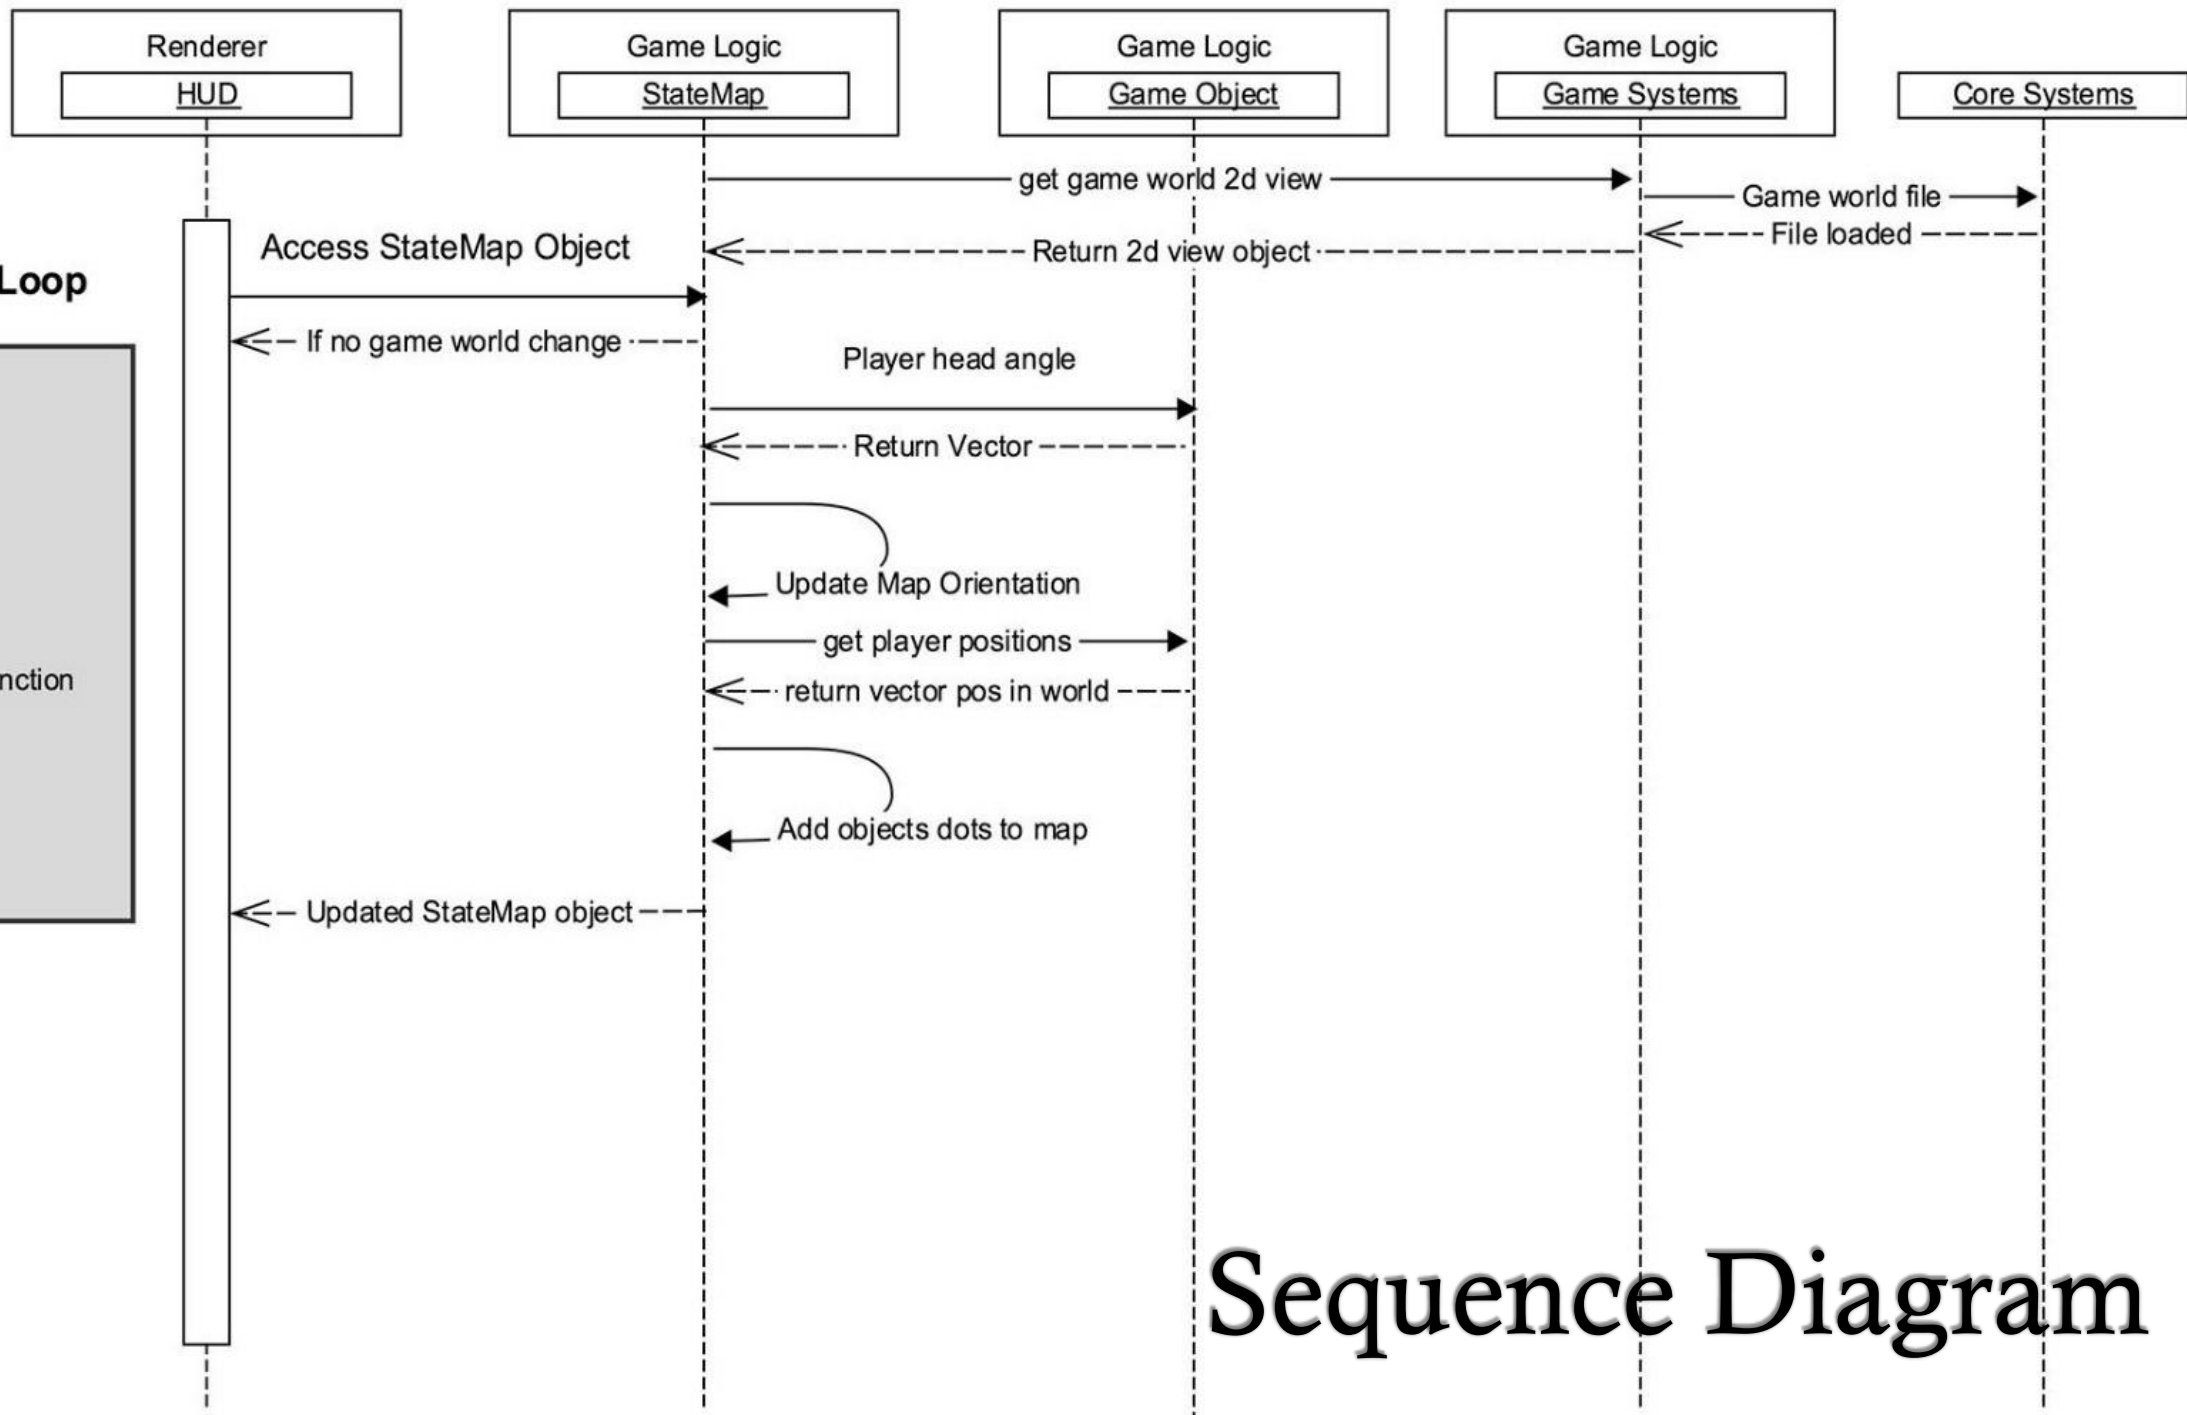 Renderer
HUD
Game Logic
StateMap
Game Logic
Game Object
Game Logic
Game Systems
Core Systems
get game world 2d view
Game world file
File loaded
Return 2d view object
Access StateMap Object
Loop
If no game world change
Player head angle
Return Vector
Update Map Orientation
get player positions
nction
return vector pos in world
Add objects dots to map
Updated StateMap object
Sequence Diagram